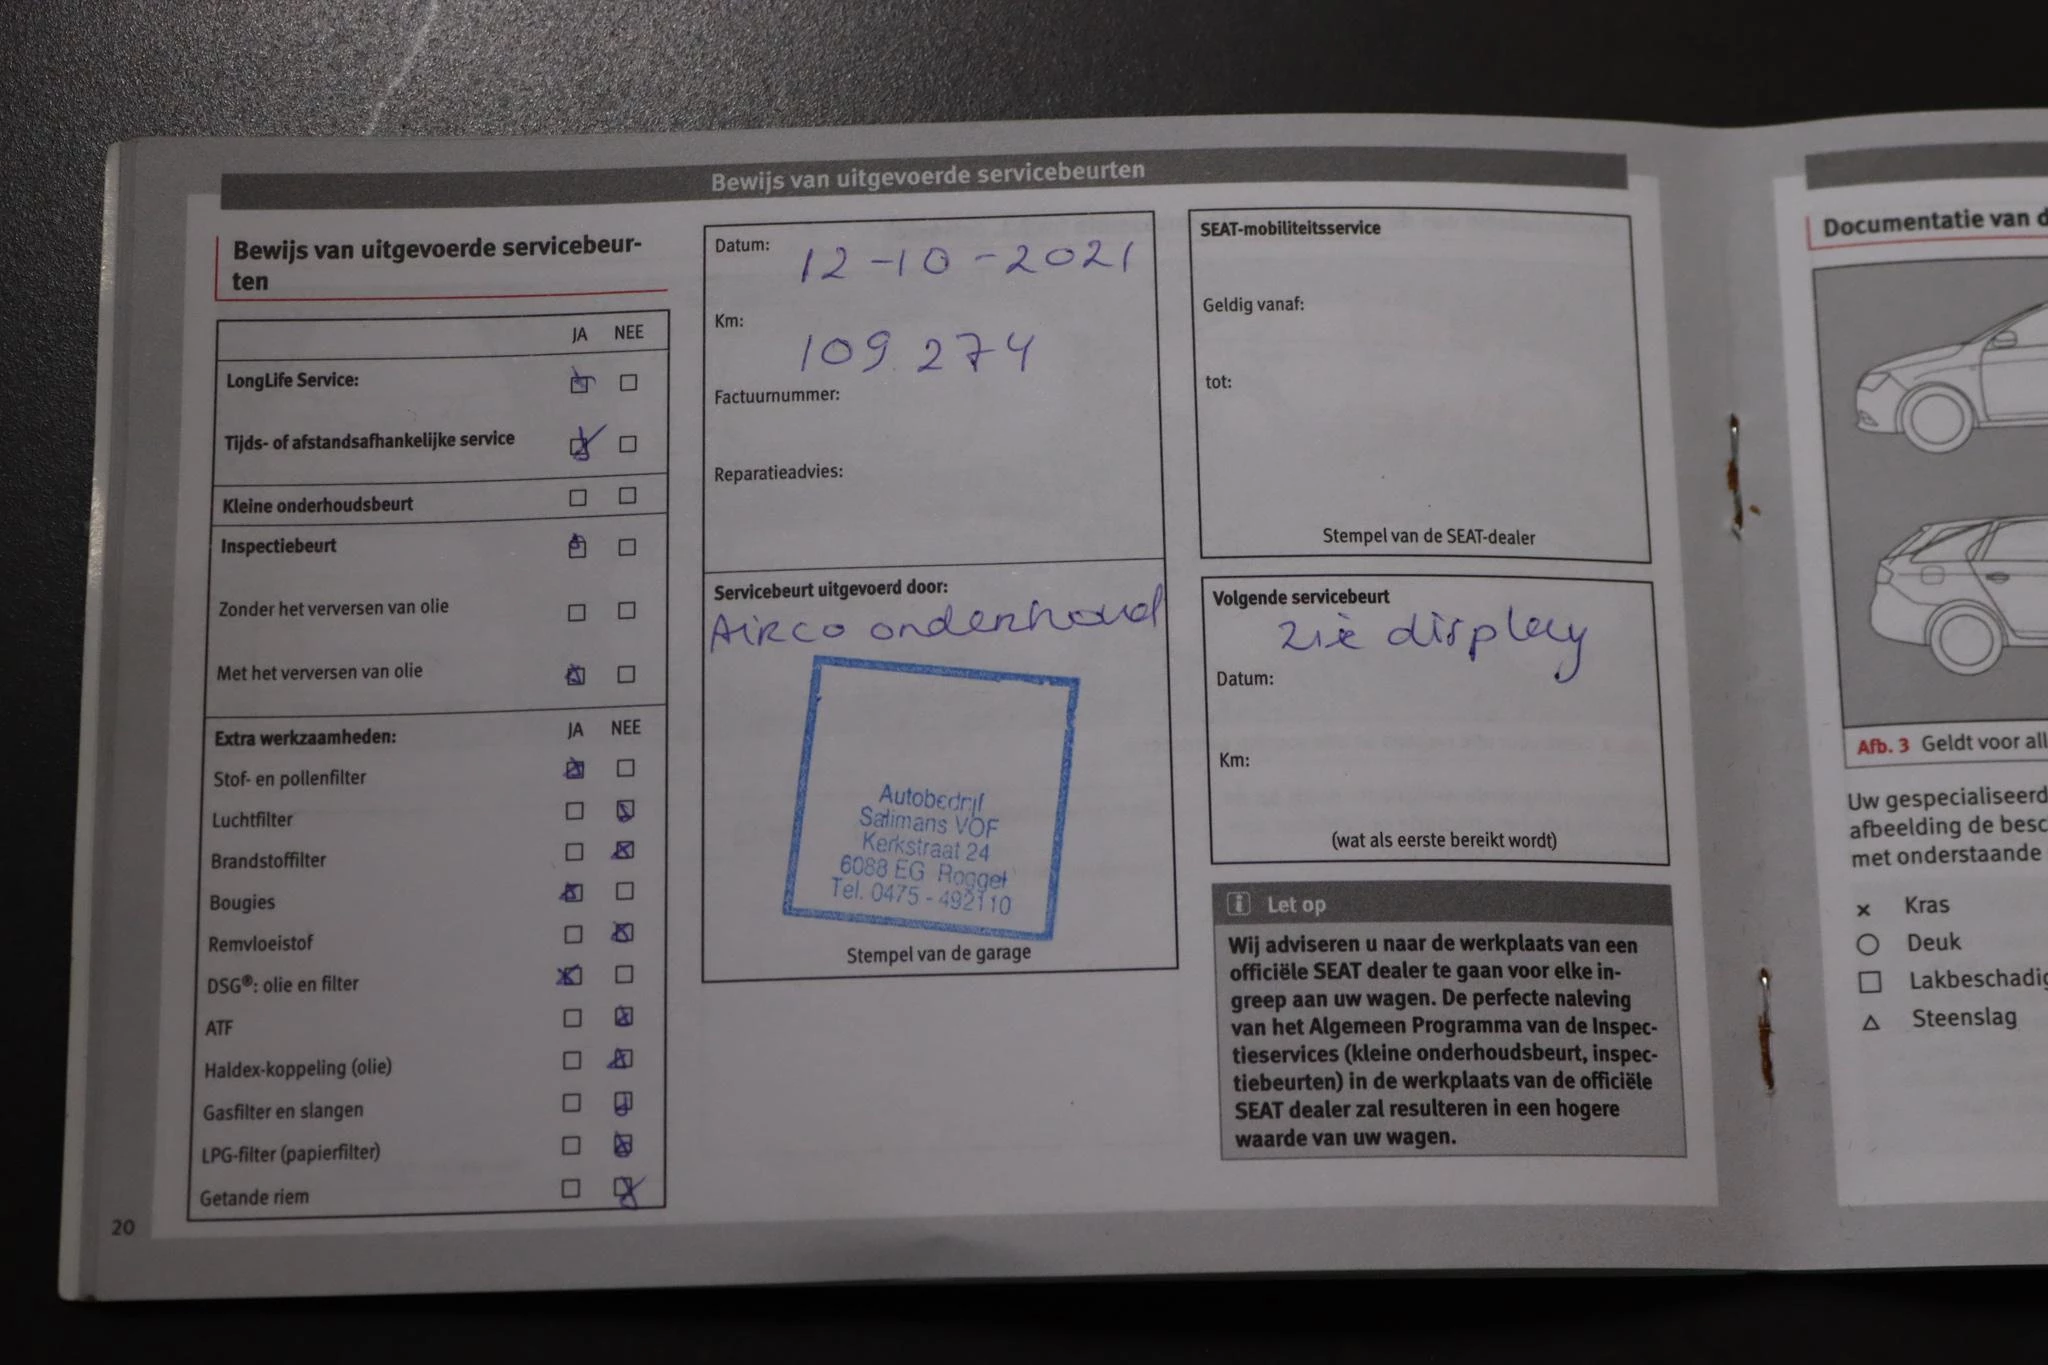 Bewijs van uitgevoerde servicebeurten
Bewijs van uitgevoerde servicebeur-
ten
JA NEE
LongLife Service:
Tijds- of afstandsafhankelijke service
Kleine onderhoudsbeurt
Inspectiebeurt
Zonder het verversen van olie
Met het verversen van olie
Extra werkzaamheden: JA NEE
Stof- en pollenfilter
Luchtfilter
Brandstoffilter
Bougies
Remvloeistof
DSG®: olie en filter
ATF
Haldex-koppeling (olie)
Gasfilter en slangen
LPG-filter (papierfilter)
Getande riem
20
Datum:
12-10-2021
Km:
109.274
Factuurnummer:
Reparatieadvies:
Servicebeurt uitgevoerd door:
Airco onderhoud
Autobedrijf
Salimans VOF
Kerkstraat 24
6088 EG Roggel
Tel. 0475 - 492110
Stempel van de garage
SEAT-mobiliteitsservice
Geldig vanaf:
tot:
Stempel van de SEAT-dealer
Volgende servicebeurt
zie display
Datum:
Km:
(wat als eerste bereikt wordt)
i Let op
Wij adviseren u naar de werkplaats van een
officiële SEAT dealer te gaan voor elke in-
greep aan uw wagen. De perfecte naleving
van het Algemeen Programma van de Inspec-
tieservices (kleine onderhoudsbeurt, inspec-
tiebeurten) in de werkplaats van de officiële
SEAT dealer zal resulteren in een hogere
waarde van uw wagen.
Documentatie van d
Afb. 3 Geldt voor all
Uw gespecialiseerd
afbeelding de besc
met onderstaande
Kras
Deuk
Lakbeschadig
Steenslag